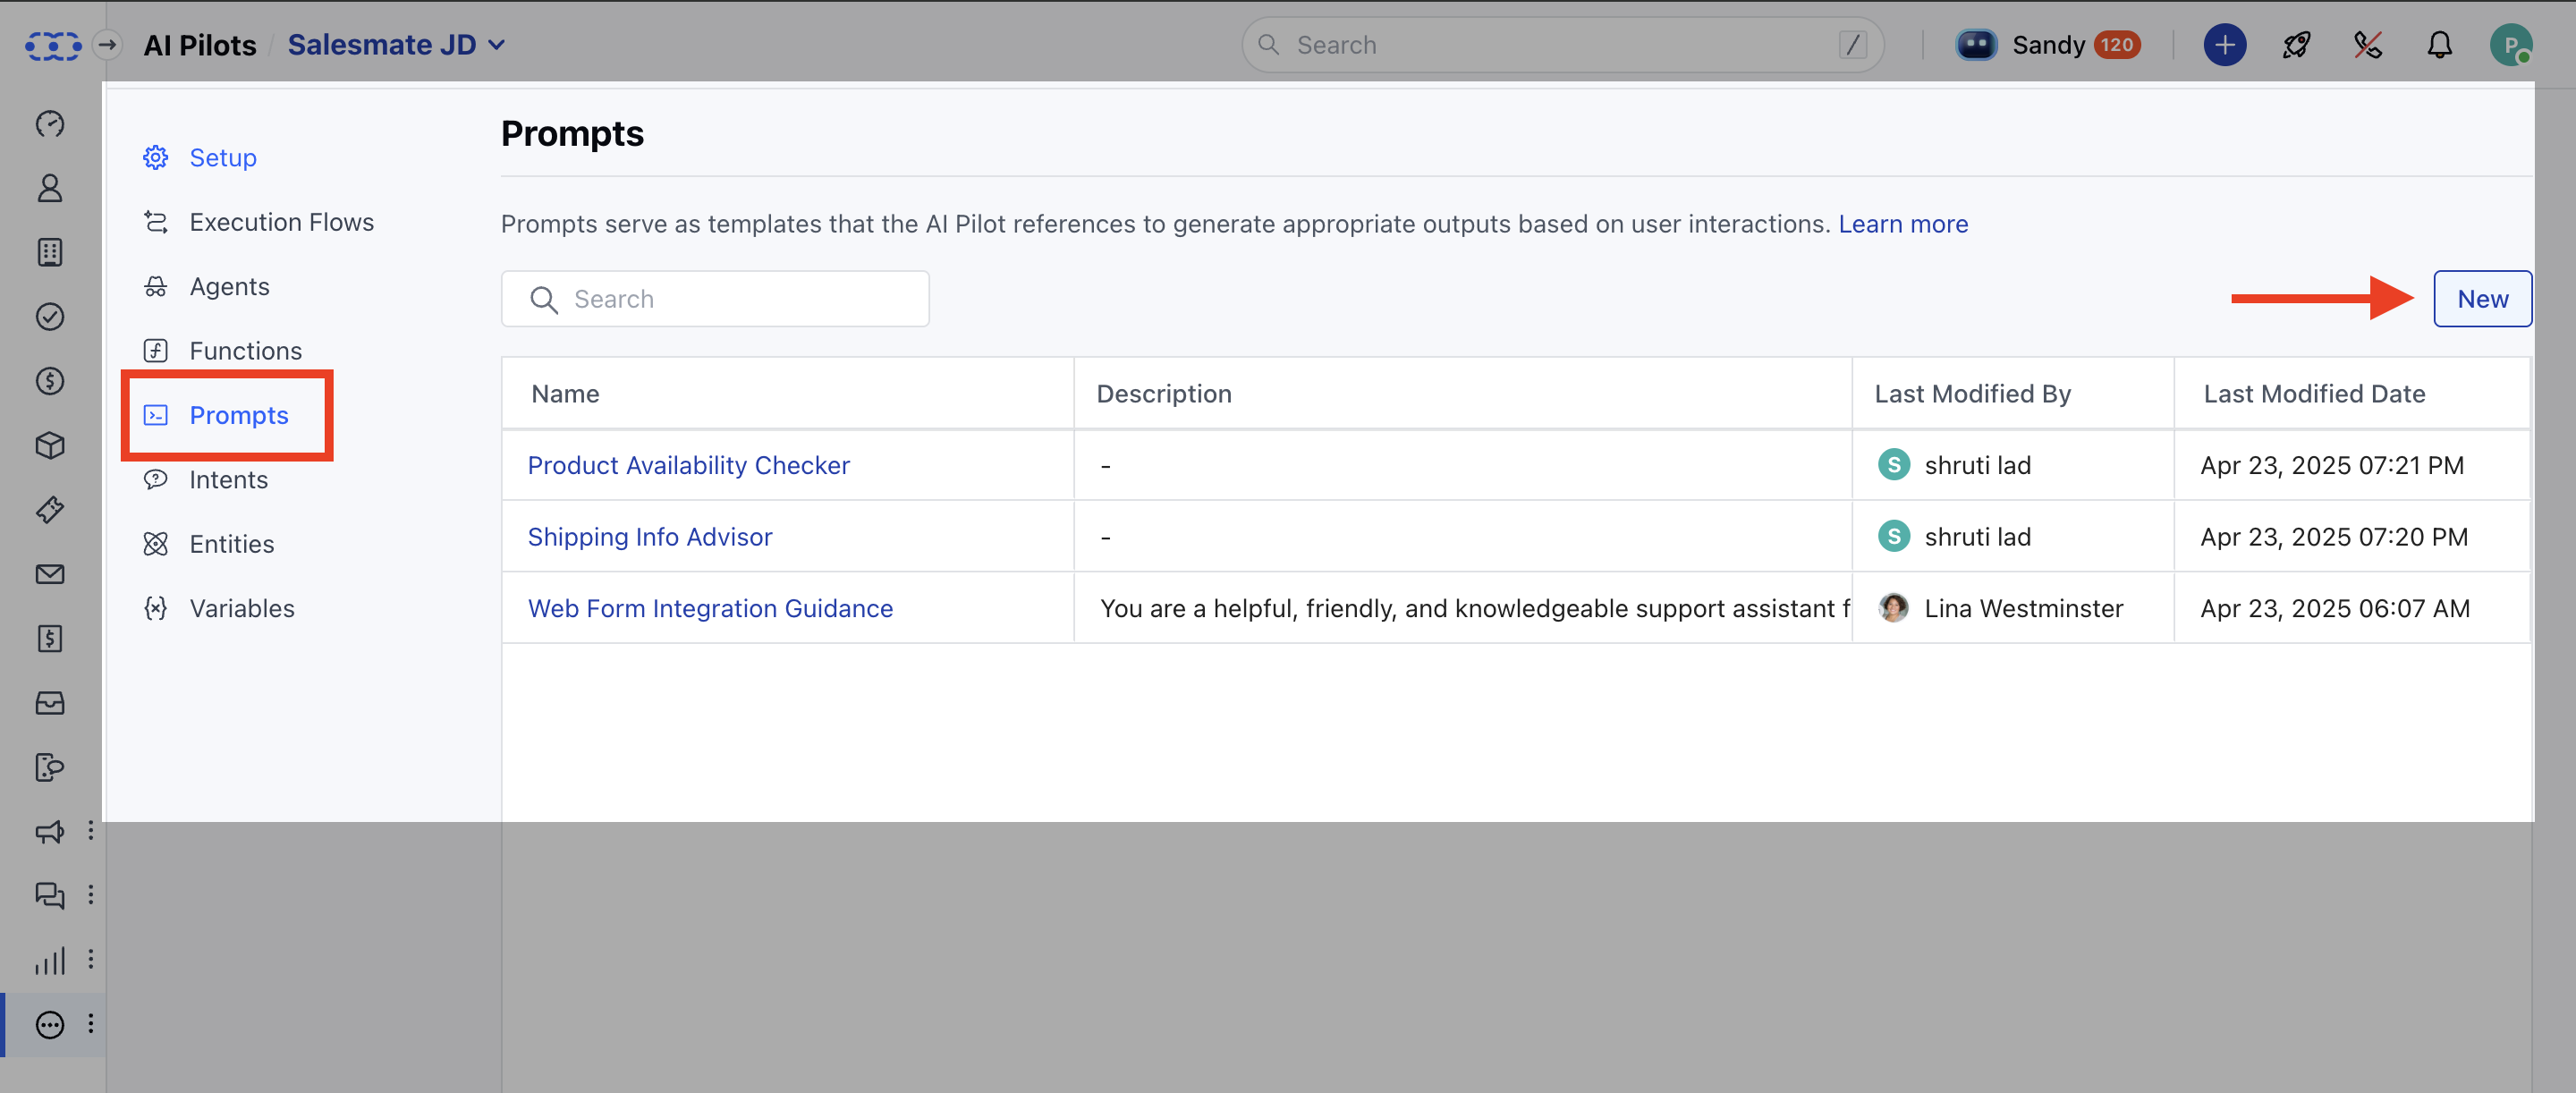 AI Pilots / Salesmate JD
Search /
Sandy 120
P
Setup
Execution Flows
Agents
Functions
Prompts
Intents
Entities
Variables
Prompts
Prompts serve as templates that the AI Pilot references to generate appropriate outputs based on user interactions. Learn more
Search
New
Name Description Last Modified By Last Modified Date
Product Availability Checker - S shruti lad Apr 23, 2025 07:21 PM
Shipping Info Advisor - S shruti lad Apr 23, 2025 07:20 PM
Web Form Integration Guidance You are a helpful, friendly, and knowledgeable support assistant f Lina Westminster Apr 23, 2025 06:07 AM